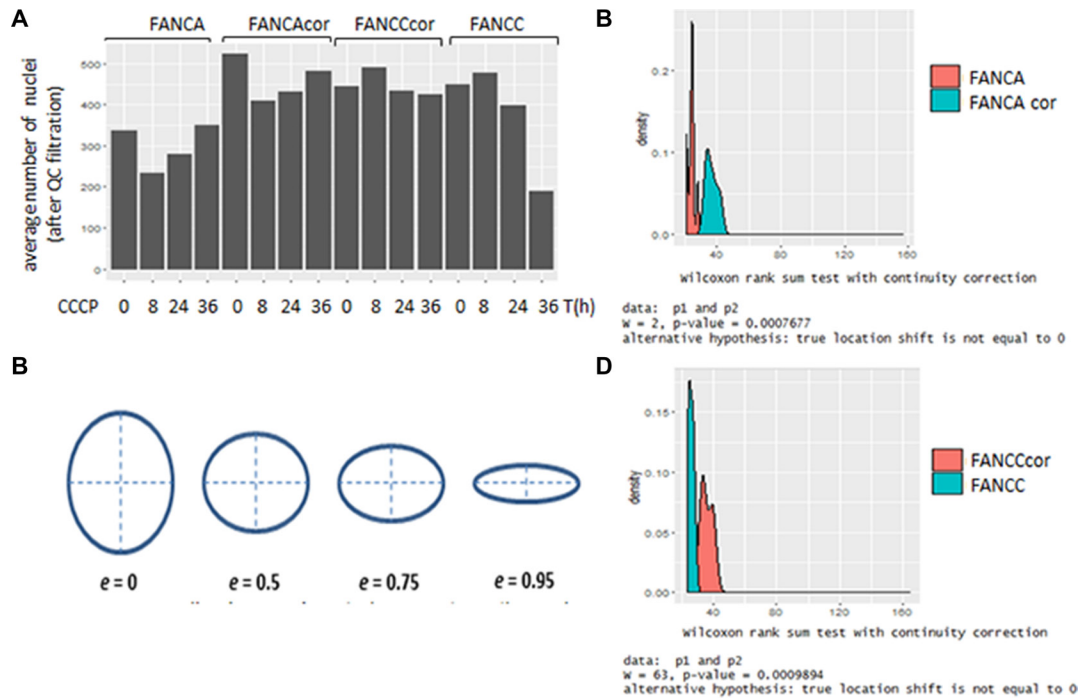 A
FANCA FANCAcor FANCCcor FANCC
average number of nuclei
(after QC filtration)
500
400
300
200
100
0
CCCP 0 8 24 36 0 8 24 36 0 8 24 36 0 8 24 36 T(h)
B
density
0.2
0.1
0.0
40 80 120 160
FANCA
FANCA cor
Wilcoxon rank sum test with continuity correction
data: p1 and p2
W = 2, p-value = 0.0007677
alternative hypothesis: true location shift is not equal to 0
B
e = 0 e = 0.5 e = 0.75 e = 0.95
D
density
0.15
0.10
0.05
0.00
40 80 120 160
FANCCcor
FANCC
Wilcoxon rank sum test with continuity correction
data: p1 and p2
W = 63, p-value = 0.0009894
alternative hypothesis: true location shift is not equal to 0